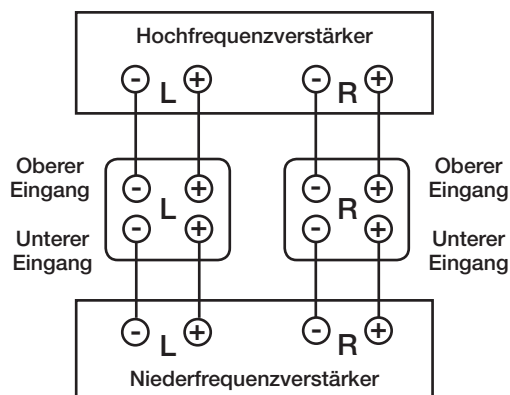 Hochfrequenzverstärker
- L + - R +
Oberer
Eingang
- L + - R +
Oberer
Eingang
Unterer
Eingang
- + - +
Unterer
Eingang
- L + - R +
Niederfrequenzverstärker